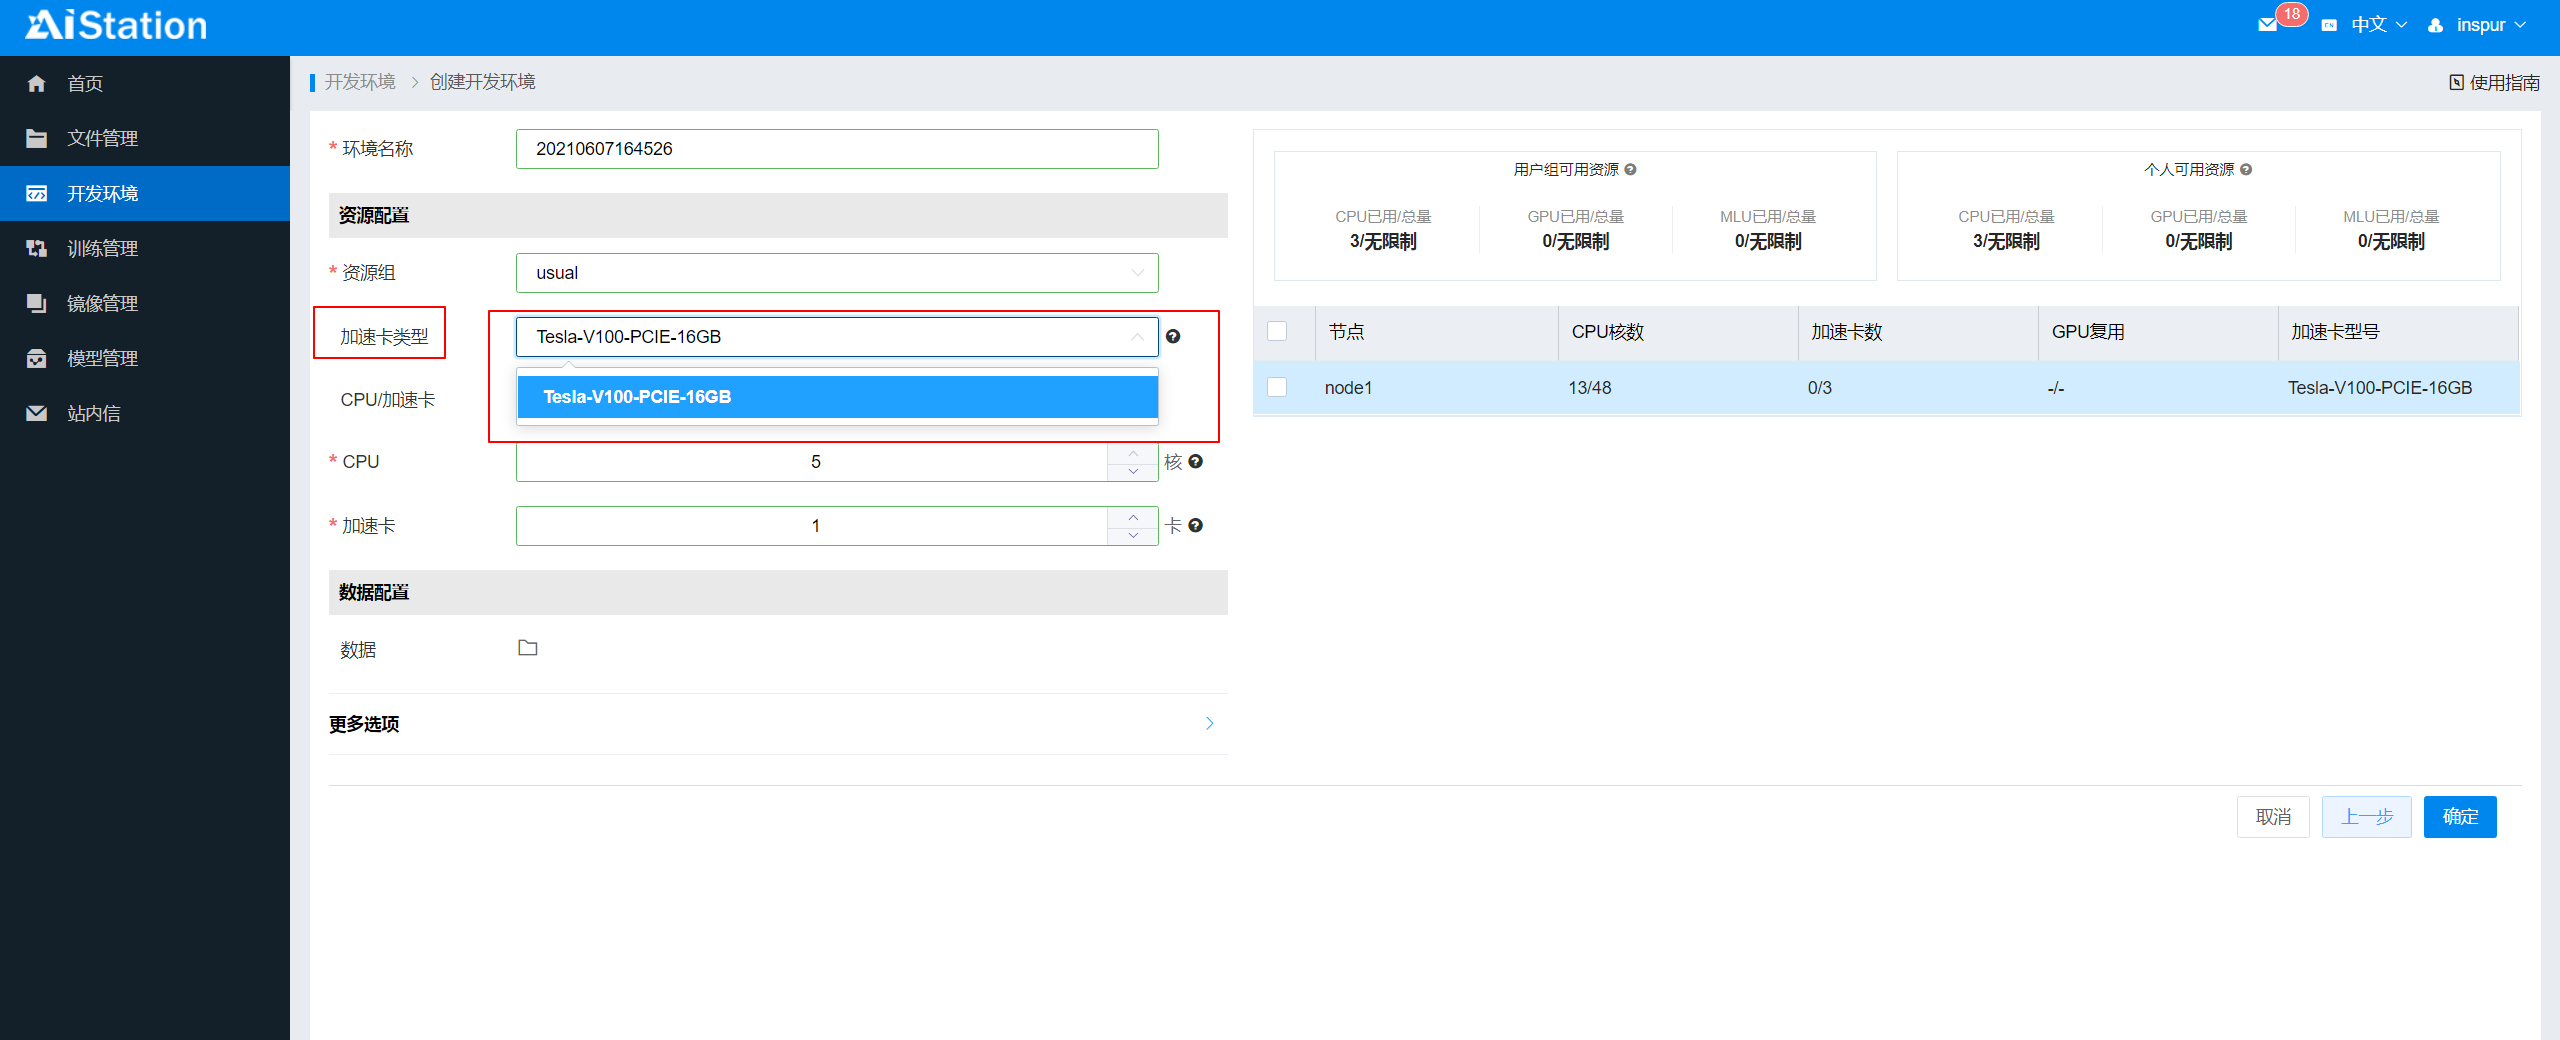 AiStation
18
中文
inspur
首页
文件管理
开发环境
训练管理
镜像管理
模型管理
站内信
开发环境 > 创建开发环境
使用指南
* 环境名称
20210607164526
资源配置
* 资源组
usual
加速卡类型
Tesla-V100-PCIE-16GB
Tesla-V100-PCIE-16GB
CPU/加速卡
* CPU
5
核
* 加速卡
1
卡
数据配置
数据
更多选项
用户组可用资源
CPU已用/总量 GPU已用/总量 MLU已用/总量
3/无限制 0/无限制 0/无限制
个人可用资源
CPU已用/总量 GPU已用/总量 MLU已用/总量
3/无限制 0/无限制 0/无限制
节点 CPU核数 加速卡数 GPU复用 加速卡型号
node1 13/48 0/3 -/- Tesla-V100-PCIE-16GB
取消 上一步 确定